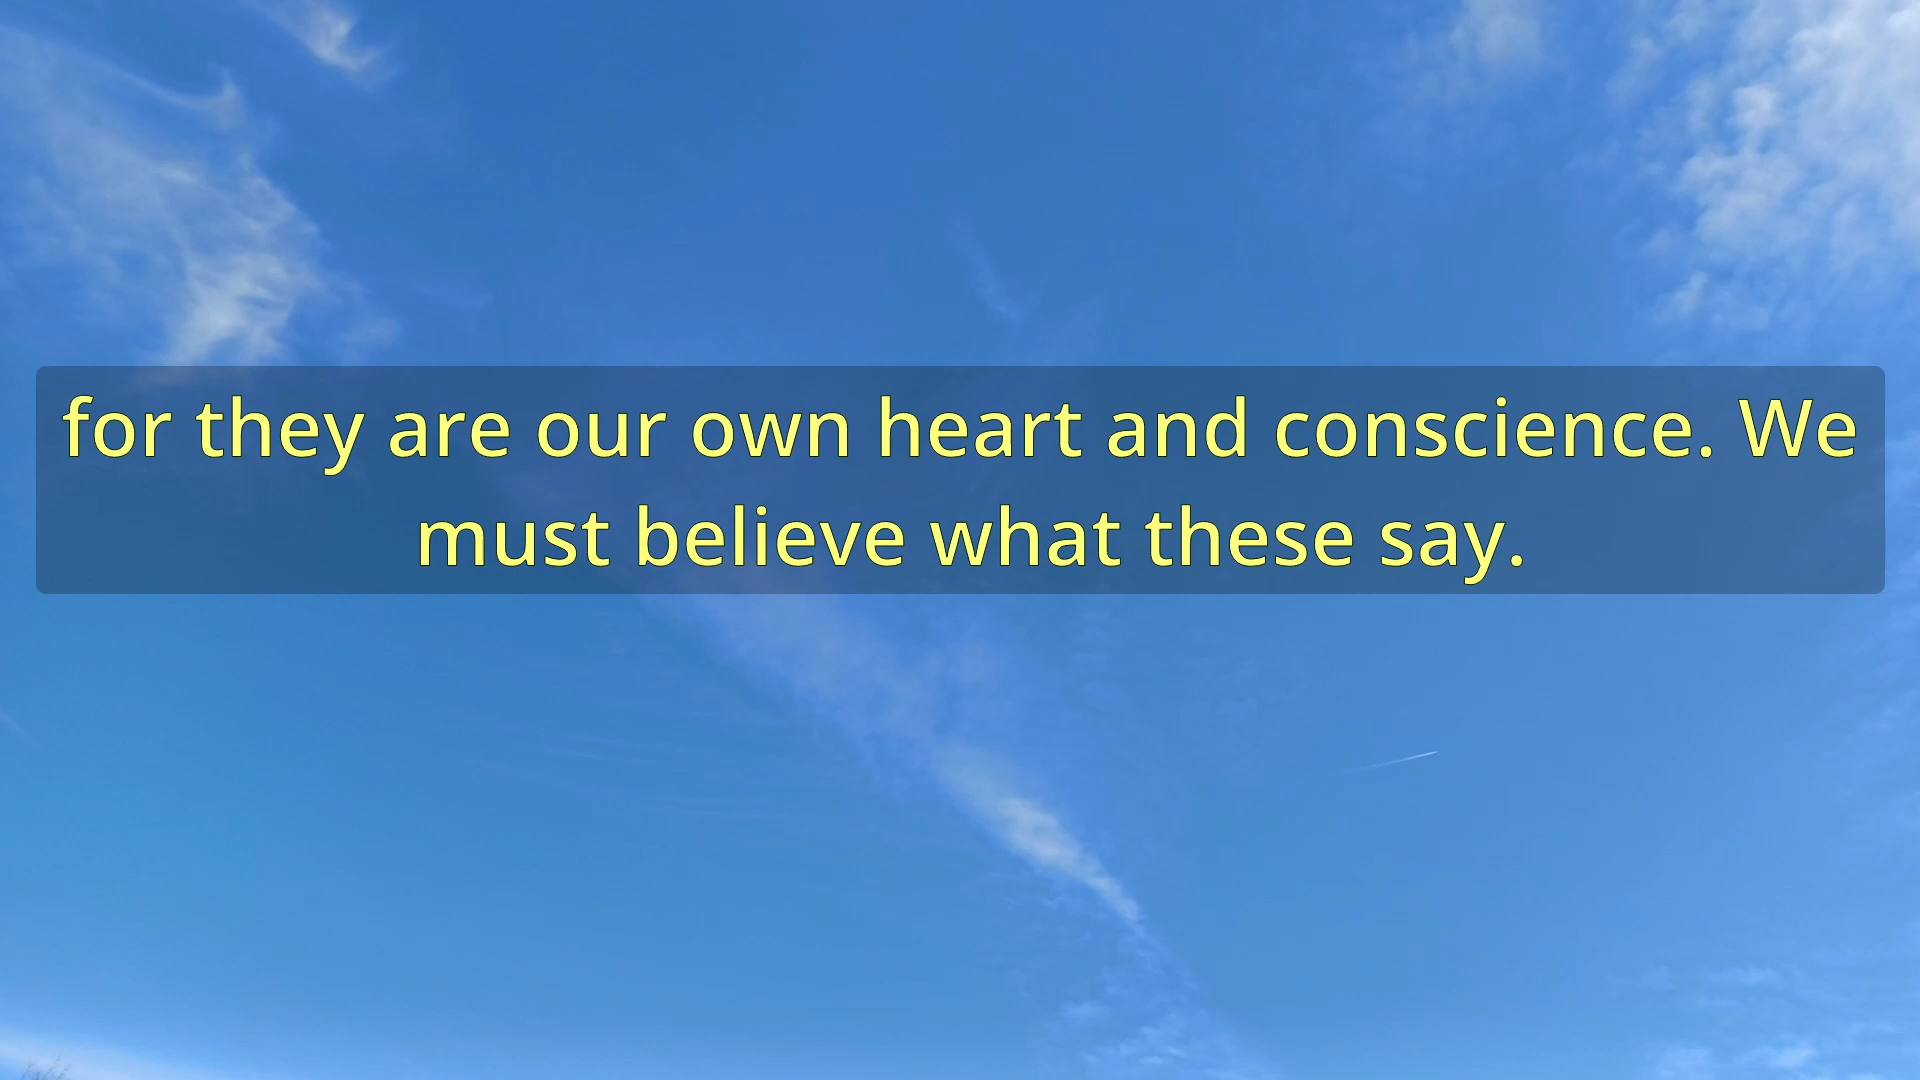 for they are our own heart and conscience. We
must believe what these say.